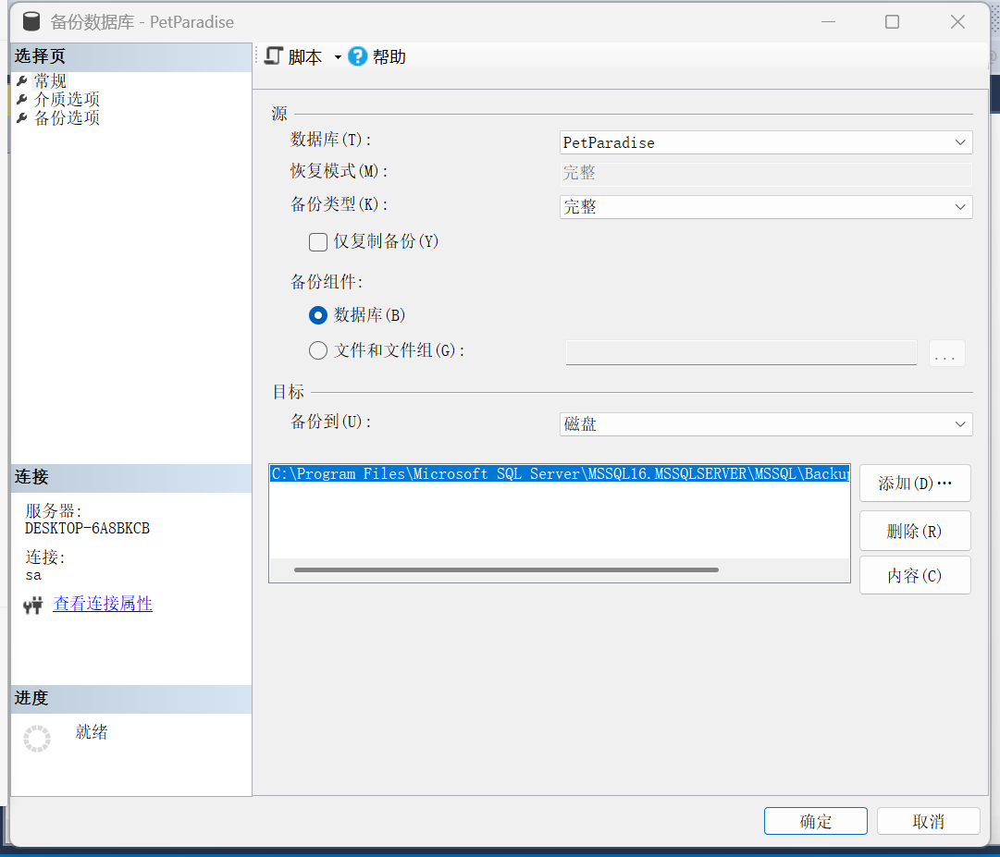 备份数据库 - PetParadise
选择页
常规
介质选项
备份选项
脚本
帮助
源
数据库(T):
PetParadise
恢复模式(M):
完整
备份类型(K):
完整
仅复制备份(Y)
备份组件:
数据库(B)
文件和文件组(G):
...
目标
备份到(U):
磁盘
C:\Program Files\Microsoft SQL Server\MSSQL16.MSSQLSERVER\MSSQL\Backup
添加(D)…
删除(R)
内容(C)
连接
服务器:
DESKTOP-6A8BKCB
连接:
sa
查看连接属性
进度
就绪
确定
取消